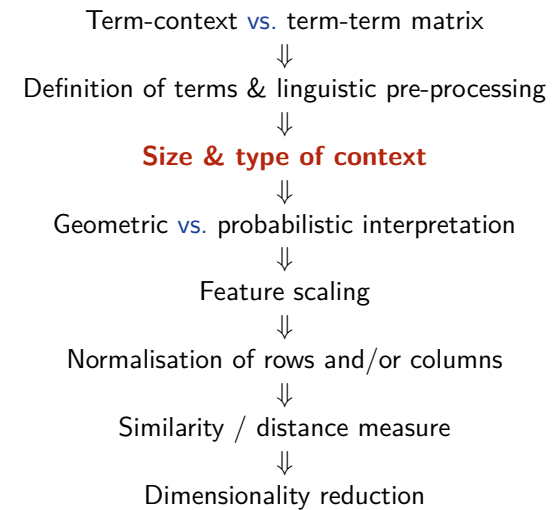 Term-context vs. term-term matrix
⇓
Definition of terms & linguistic pre-processing
⇓
Size & type of context
⇓
Geometric vs. probabilistic interpretation
⇓
Feature scaling
⇓
Normalisation of rows and/or columns
⇓
Similarity / distance measure
⇓
Dimensionality reduction